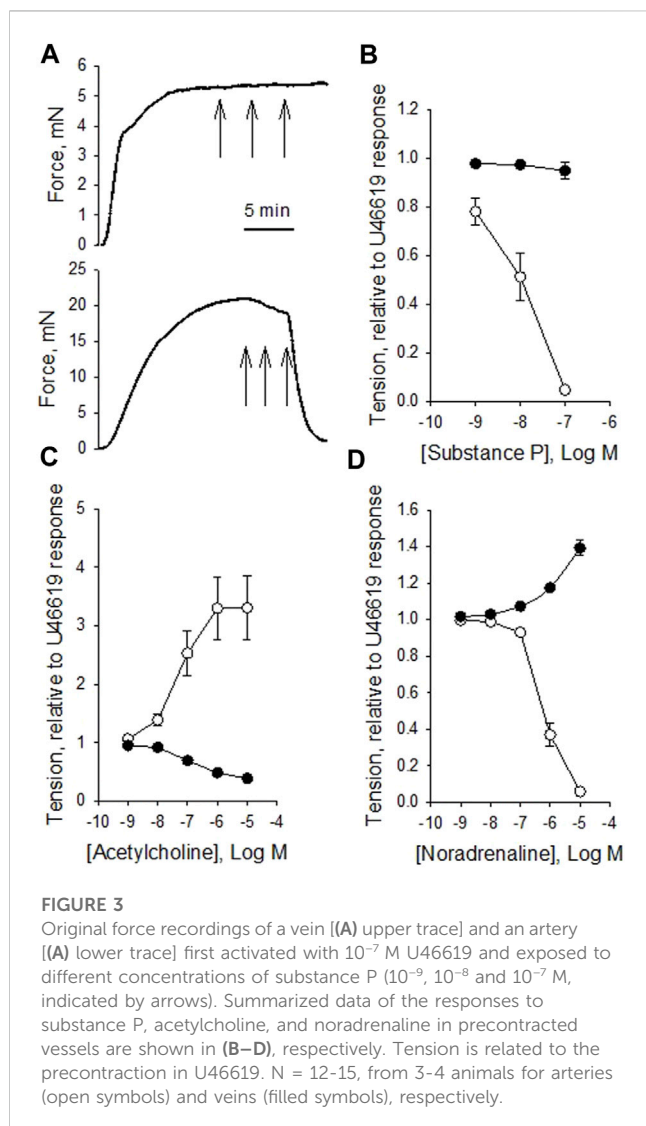 A
Force, mN
6
5
4
3
2
1
0
5 min
Force, mN
25
20
15
10
5
0
B
Tension, relative to U46619 response
1.2
1.0
0.8
0.6
0.4
0.2
0.0
-10 -9 -8 -7 -6
[Substance P], Log M
C
Tension, relative to U46619 response
5
4
3
2
1
0
-10 -9 -8 -7 -6 -5 -4
[Acetylcholine], Log M
D
Tension, relative to U46619 response
1.6
1.4
1.2
1.0
0.8
0.6
0.4
0.2
0.0
-10 -9 -8 -7 -6 -5 -4
[Noradrenaline], Log M
FIGURE 3
Original force recordings of a vein [(A) upper trace] and an artery
[(A) lower trace] first activated with 10⁻⁷ M U46619 and exposed to
different concentrations of substance P (10⁻⁹, 10⁻⁸ and 10⁻⁷ M,
indicated by arrows). Summarized data of the responses to
substance P, acetylcholine, and noradrenaline in precontracted
vessels are shown in (B–D), respectively. Tension is related to the
precontraction in U46619. N = 12-15, from 3-4 animals for arteries
(open symbols) and veins (filled symbols), respectively.